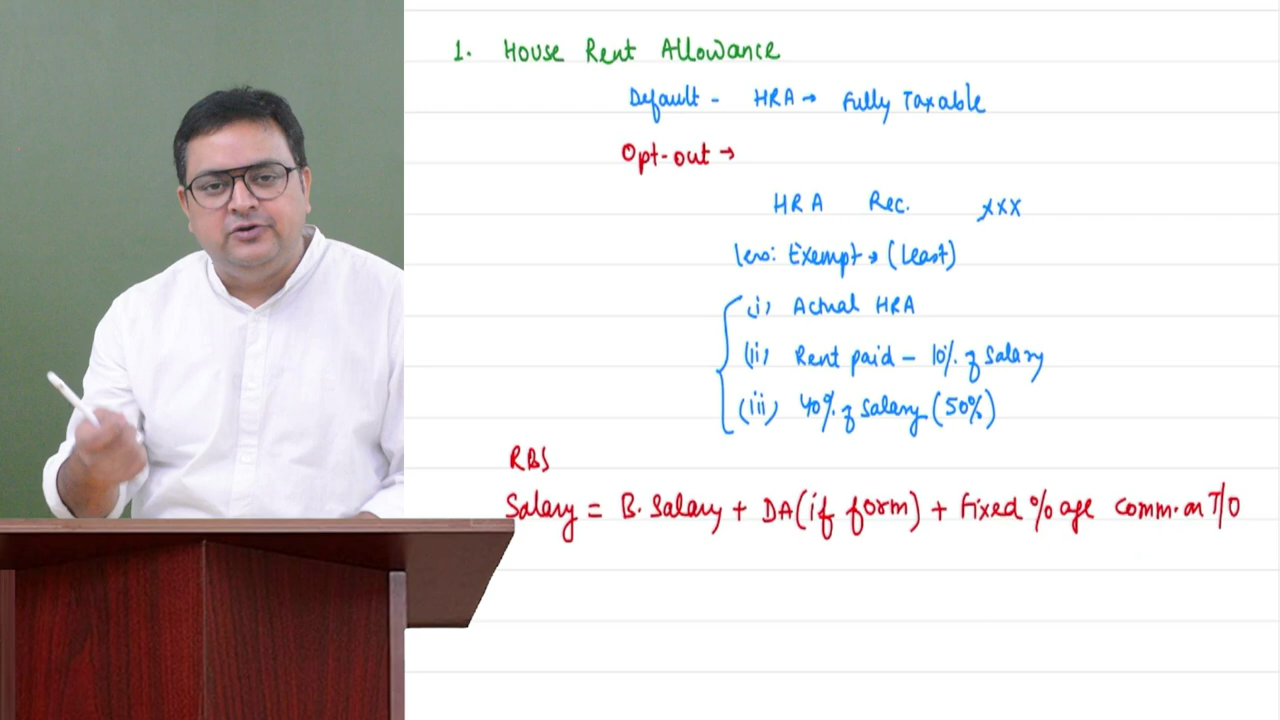 1. House Rent Allowance
Default - HRA → Fully Taxable
Opt-out →
HRA Rec. xxx
less: Exempt → (Least)
(i) Actual HRA
(ii) Rent paid - 10% of Salary
(iii) 40% of Salary (50%)
RBS
Salary = B. Salary + DA (if form) + Fixed %age comm. on T/O